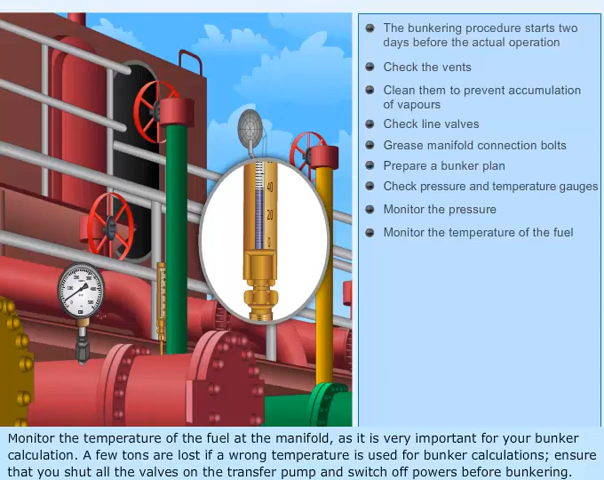 The bunkering procedure starts two
days before the actual operation
Check the vents
Clean them to prevent accumulation
of vapours
Check line valves
Grease manifold connection bolts
Prepare a bunker plan
Check pressure and temperature gauges
Monitor the pressure
Monitor the temperature of the fuel
40
20
0
Monitor the temperature of the fuel at the manifold, as it is very important for your bunker
calculation. A few tons are lost if a wrong temperature is used for bunker calculations; ensure
that you shut all the valves on the transfer pump and switch off powers before bunkering.